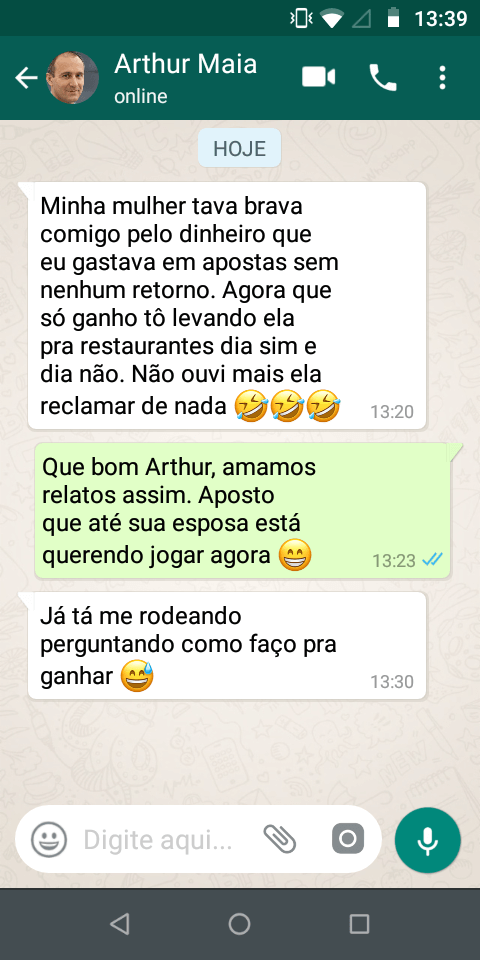 13:39
Arthur Maia
online
HOJE
Minha mulher tava brava
comigo pelo dinheiro que
eu gastava em apostas sem
nenhum retorno. Agora que
só ganho tô levando ela
pra restaurantes dia sim e
dia não. Não ouvi mais ela
reclamar de nada 🤣🤣🤣 13:20
Que bom Arthur, amamos
relatos assim. Aposto
que até sua esposa está
querendo jogar agora 😁 13:23
Já tá me rodeando
perguntando como faço pra
ganhar 😅 13:30
Digite aqui...